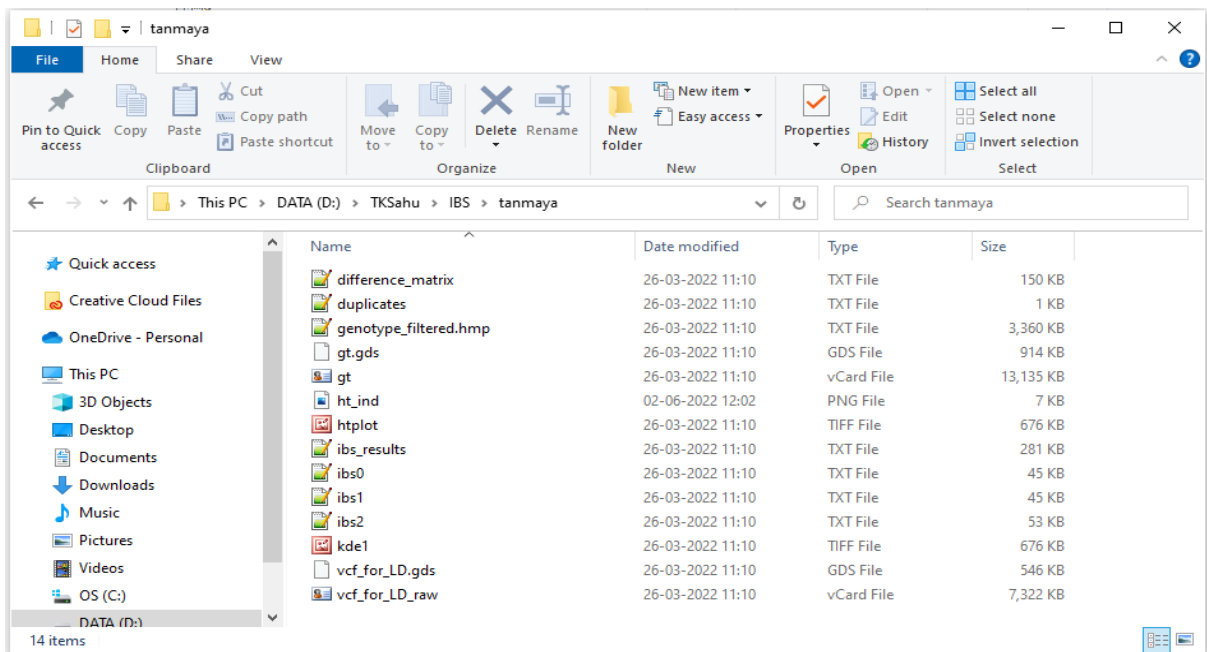 tanmaya
File Home Share View
Pin to Quick access
Copy
Paste
Cut
Copy path
Paste shortcut
Move to
Copy to
Delete
Rename
New folder
New item
Easy access
Properties
Open
Edit
History
Select all
Select none
Invert selection
Clipboard Organize New Open Select
This PC > DATA (D:) > TKSahu > IBS > tanmaya
Search tanmaya
Quick access
Creative Cloud Files
OneDrive - Personal
This PC
3D Objects
Desktop
Documents
Downloads
Music
Pictures
Videos
OS (C:)
DATA (D:)
Name Date modified Type Size
difference_matrix 26-03-2022 11:10 TXT File 150 KB
duplicates 26-03-2022 11:10 TXT File 1 KB
genotype_filtered.hmp 26-03-2022 11:10 TXT File 3,360 KB
gt.gds 26-03-2022 11:10 GDS File 914 KB
gt 26-03-2022 11:10 vCard File 13,135 KB
ht_ind 02-06-2022 12:02 PNG File 7 KB
htplot 26-03-2022 11:10 TIFF File 676 KB
ibs_results 26-03-2022 11:10 TXT File 281 KB
ibs0 26-03-2022 11:10 TXT File 45 KB
ibs1 26-03-2022 11:10 TXT File 45 KB
ibs2 26-03-2022 11:10 TXT File 53 KB
kde1 26-03-2022 11:10 TIFF File 676 KB
vcf_for_LD.gds 26-03-2022 11:10 GDS File 546 KB
vcf_for_LD_raw 26-03-2022 11:10 vCard File 7,322 KB
14 items